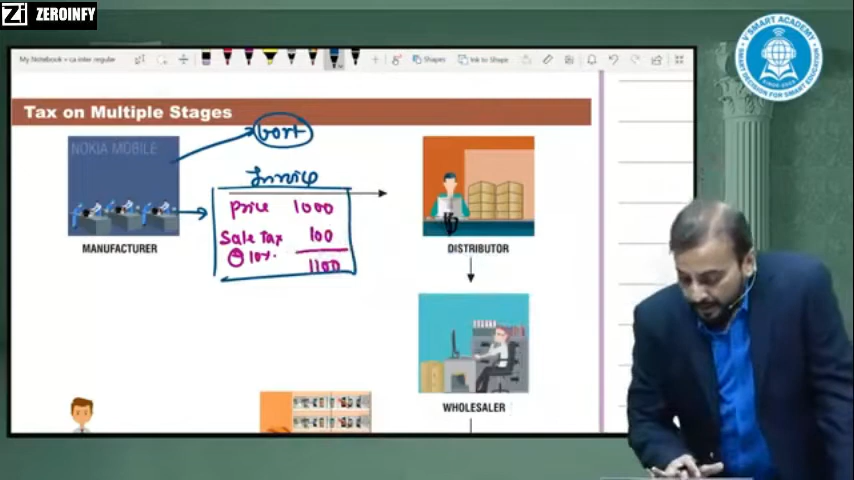 Zi ZEROINFY
My Notebook » ca inter regular
Shapes
Ink to Shape
V'SMART ACADEMY
SMART DECISION FOR SMART EDUCATION
Tax on Multiple Stages
NOKIA MOBILE
Govt
Invoice
Price 1000
Sale Tax 100
@ 10%.
1100
MANUFACTURER
DISTRIBUTOR
WHOLESALER